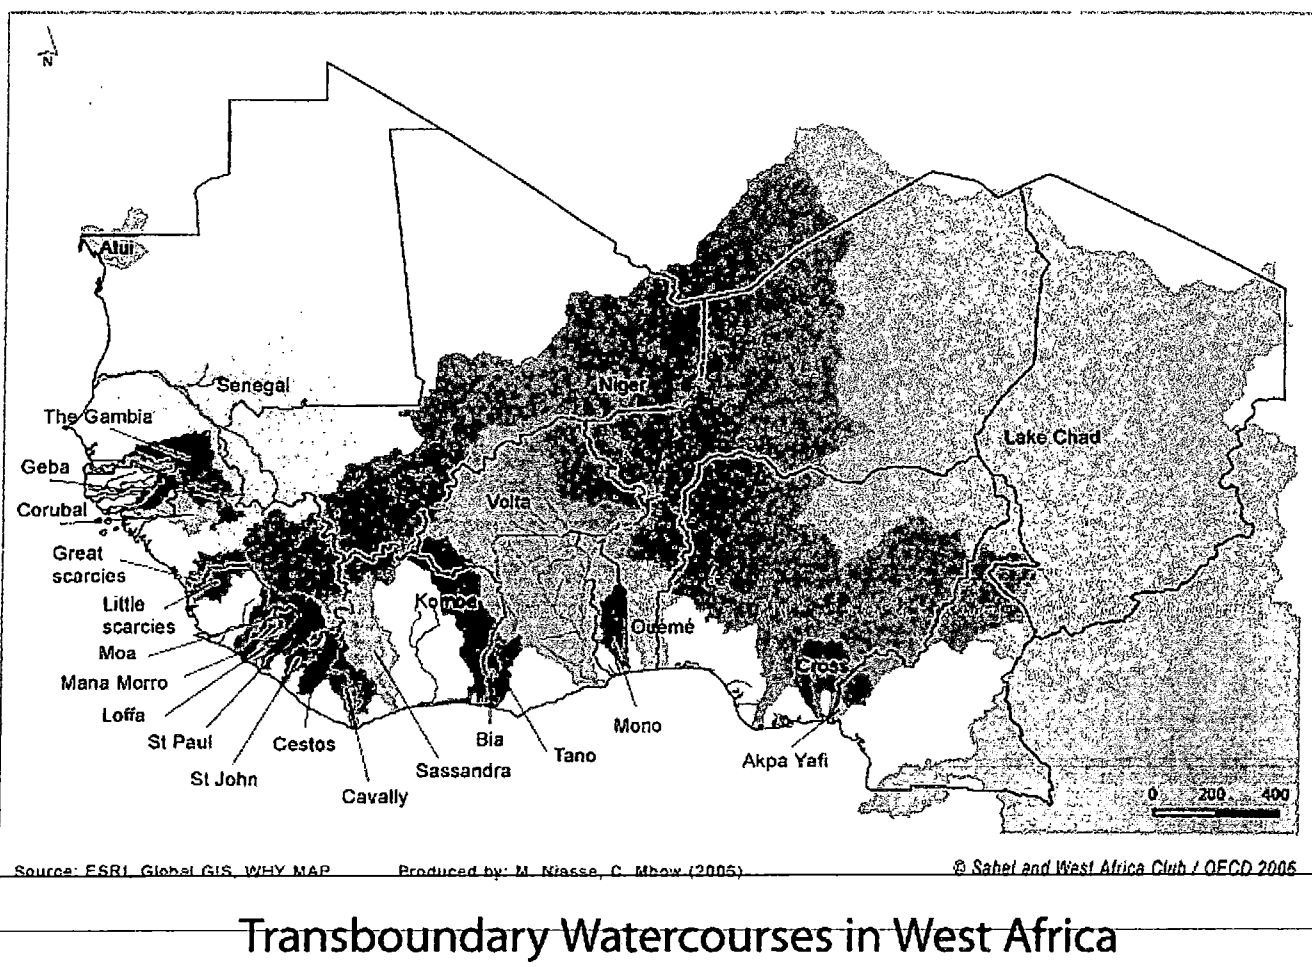 N
Atüi
Senegal
The Gambia
Geba
Corubal
Great
scarcies
Little
scarcies
Moa
Mana Morro
Loffa
St Paul
St John
Cestos
Cavally
Sassandra
Bia
Tano
Komoe
Volta
Niger
Ouémé
Mono
Cross
Akpa Yafi
Lake Chad
0 200 400
Source: ESRI, Global GIS, WHY MAP
Produced by: M. Niasse, C. Mbow (2005)
© Sahel and West Africa Club / OECD 2006
Transboundary Watercourses in West Africa